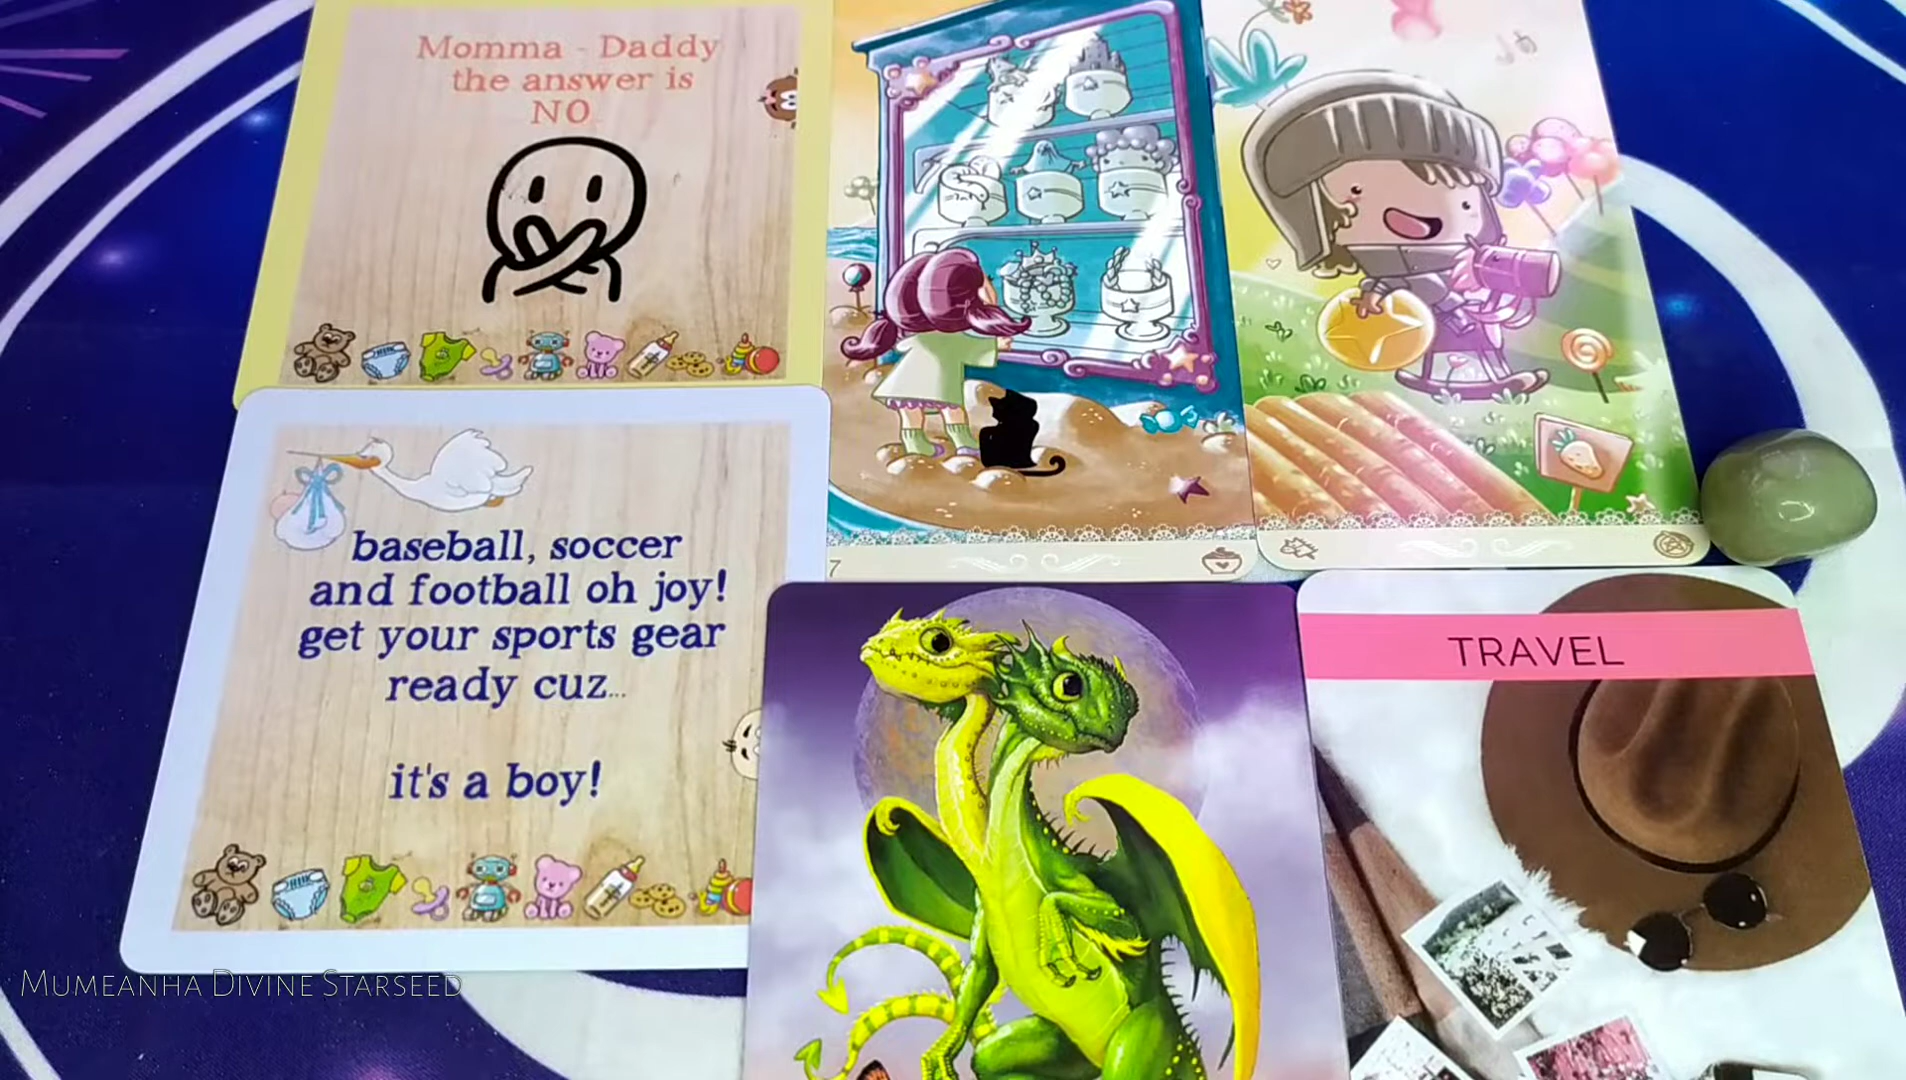 Momma - Daddy
the answer is
NO
baseball, soccer
and football oh joy!
get your sports gear
ready cuz...
it's a boy!
7
TRAVEL
MUMEANHA DIVINE STARSEED